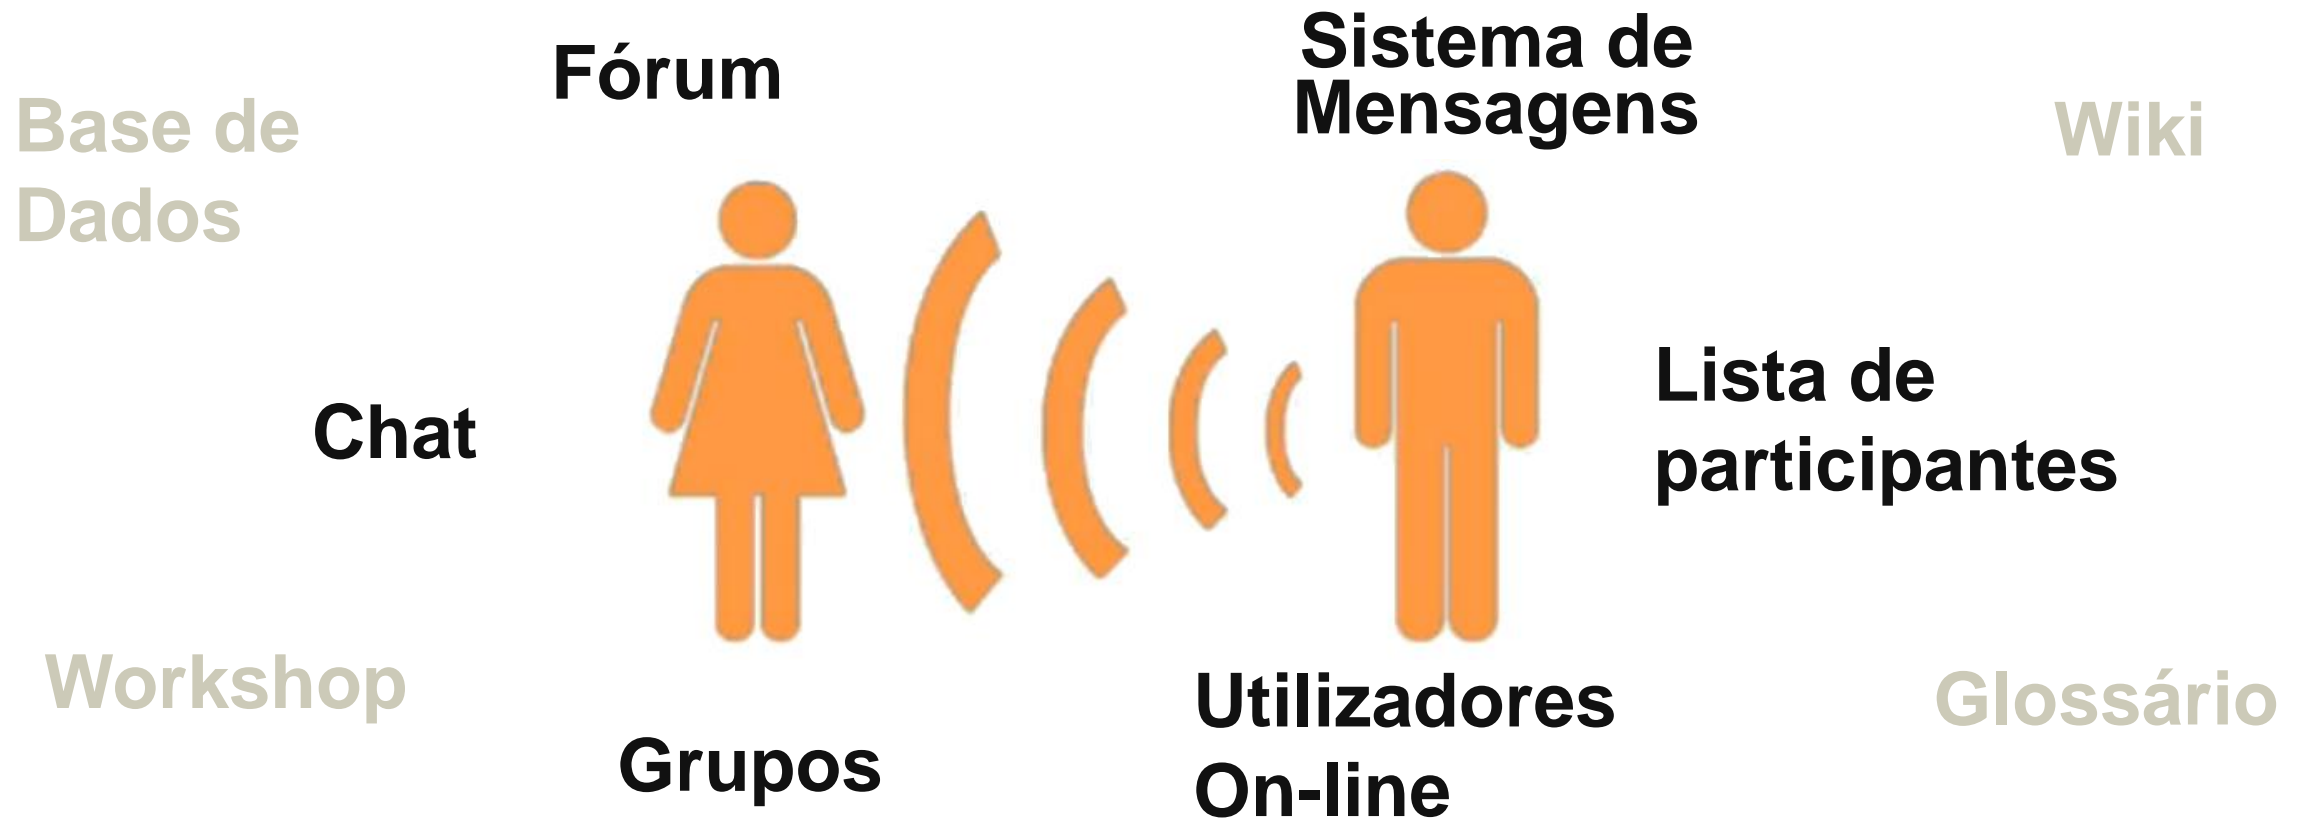 Fórum
Sistema de
Mensagens
Base de
Dados
Wiki
Chat
Lista de
participantes
Workshop
Grupos
Utilizadores
On-line
Glossário